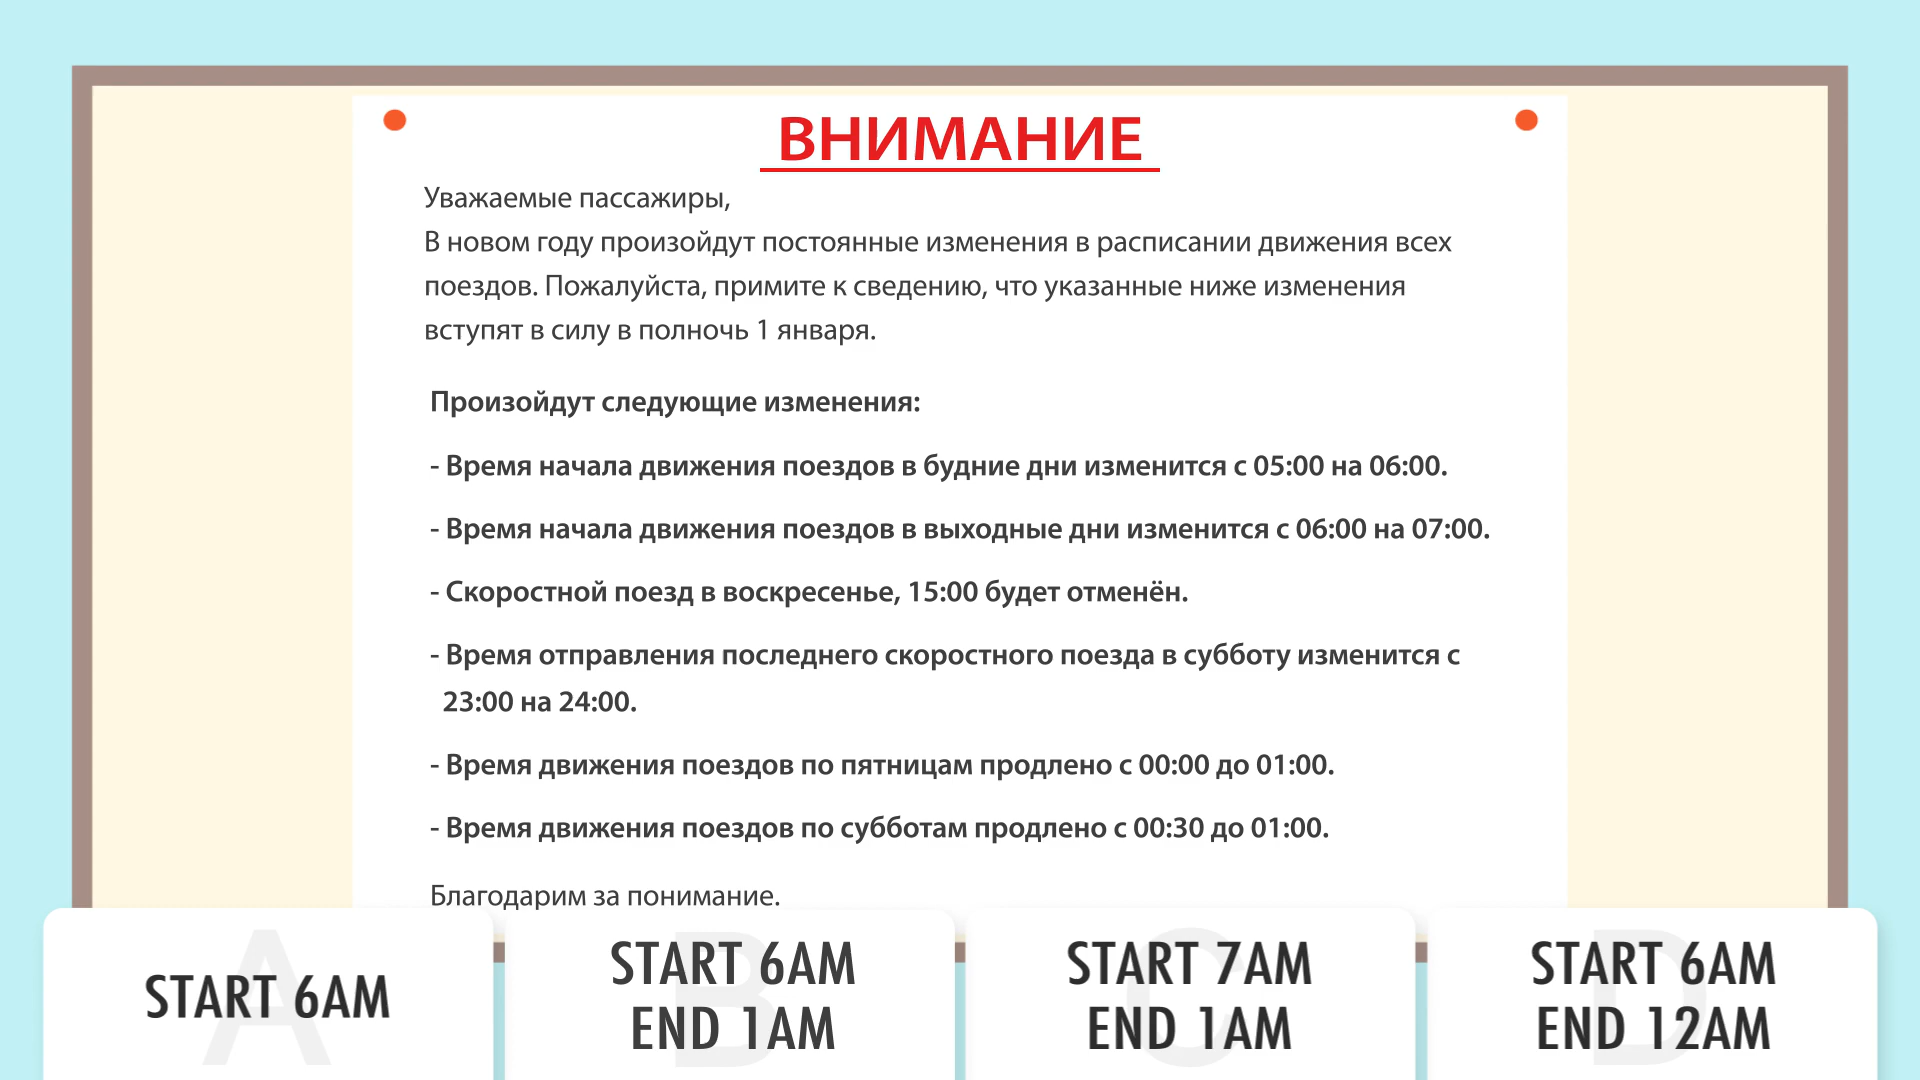 ВНИМАНИЕ
Уважаемые пассажиры,
В новом году произойдут постоянные изменения в расписании движения всех
поездов. Пожалуйста, примите к сведению, что указанные ниже изменения
вступят в силу в полночь 1 января.
Произойдут следующие изменения:
- Время начала движения поездов в будние дни изменится с 05:00 на 06:00.
- Время начала движения поездов в выходные дни изменится с 06:00 на 07:00.
- Скоростной поезд в воскресенье, 15:00 будет отменён.
- Время отправления последнего скоростного поезда в субботу изменится с
23:00 на 24:00.
- Время движения поездов по пятницам продлено с 00:00 до 01:00.
- Время движения поездов по субботам продлено с 00:30 до 01:00.
Благодарим за понимание.
A
START 6AM
B
START 6AM
END 1AM
C
START 7AM
END 1AM
D
START 6AM
END 12AM